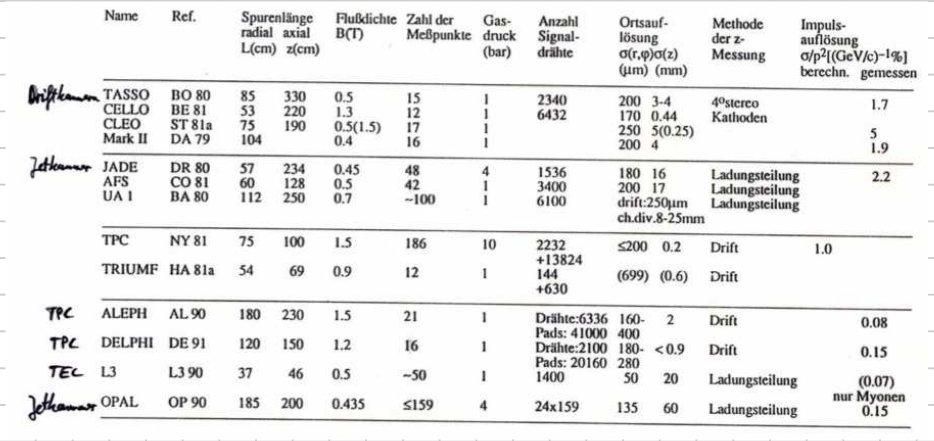 Name Ref. Spurenlänge Flußdichte Zahl der Gas- Anzahl Ortsauf- Methode Impuls-
radial axial B(T) Meßpunkte druck Signal- lösung der z- auflösung
L(cm) z(cm) (bar) drähte σ(r,φ)σ(z) Messung σ/p²[(GeV/c)⁻¹%]
(µm) (mm) berechn. gemessen
Driftkammern TASSO BO 80 85 330 0.5 15 1 2340 200 3-4 4⁰stereo 1.7
CELLO BE 81 53 220 1.3 12 1 6432 170 0.44 Kathoden
CLEO ST 81a 75 190 0.5(1.5) 17 1 250 5(0.25) 5
Mark II DA 79 104 0.4 16 1 200 4 1.9
Jetkammer JADE DR 80 57 234 0.45 48 4 1536 180 16 Ladungsteilung 2.2
AFS CO 81 60 128 0.5 42 1 3400 200 17 Ladungsteilung
UA 1 BA 80 112 250 0.7 ~100 1 6100 drift:250µm Ladungsteilung
ch.div.8-25mm
TPC NY 81 75 100 1.5 186 10 2232 ≤200 0.2 Drift 1.0
+13824
TRIUMF HA 81a 54 69 0.9 12 1 144 (699) (0.6) Drift
+630
TPC ALEPH AL 90 180 230 1.5 21 1 Drähte:6336 160- 2 Drift 0.08
Pads: 41000 400
TPC DELPHI DE 91 120 150 1.2 16 1 Drähte:2100 180- <0.9 Drift 0.15
Pads: 20160 280
TEC L3 L3 90 37 46 0.5 ~50 1 1400 50 20 Ladungsteilung (0.07)
nur Myonen
Jetkammer OPAL OP 90 185 200 0.435 ≤159 4 24x159 135 60 Ladungsteilung 0.15